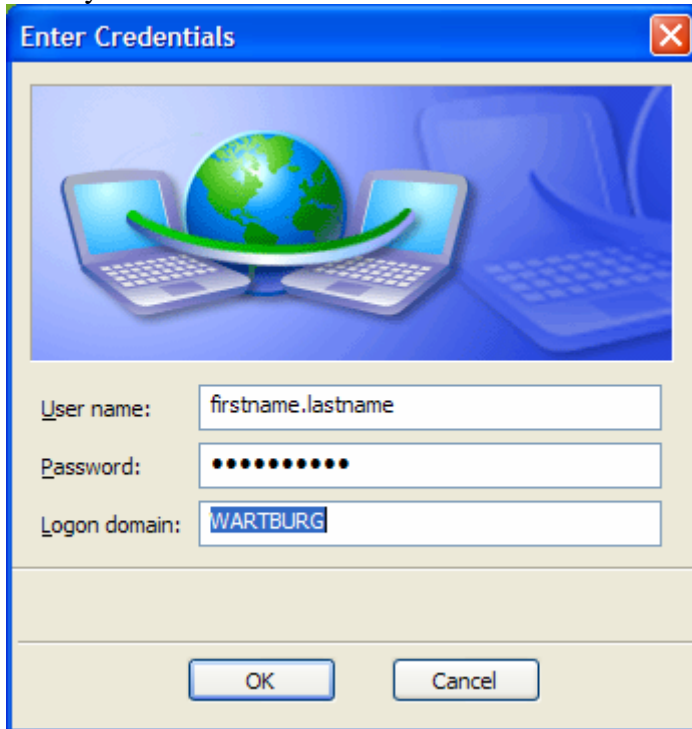 Enter Credentials
User name: firstname.lastname
Password: ●●●●●●●●●●
Logon domain: WARTBURG
OK Cancel